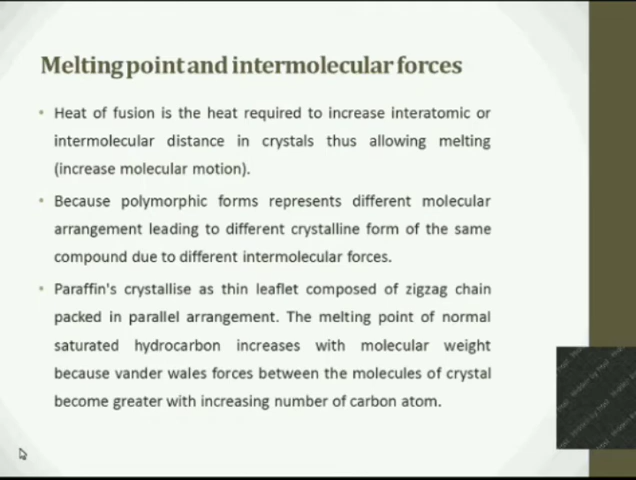 Melting point and intermolecular forces
• Heat of fusion is the heat required to increase interatomic or
intermolecular distance in crystals thus allowing melting
(increase molecular motion).
• Because polymorphic forms represents different molecular
arrangement leading to different crystalline form of the same
compound due to different intermolecular forces.
• Paraffin's crystallise as thin leaflet composed of zigzag chain
packed in parallel arrangement. The melting point of normal
saturated hydrocarbon increases with molecular weight
because vander wales forces between the molecules of crystal
become greater with increasing number of carbon atom.